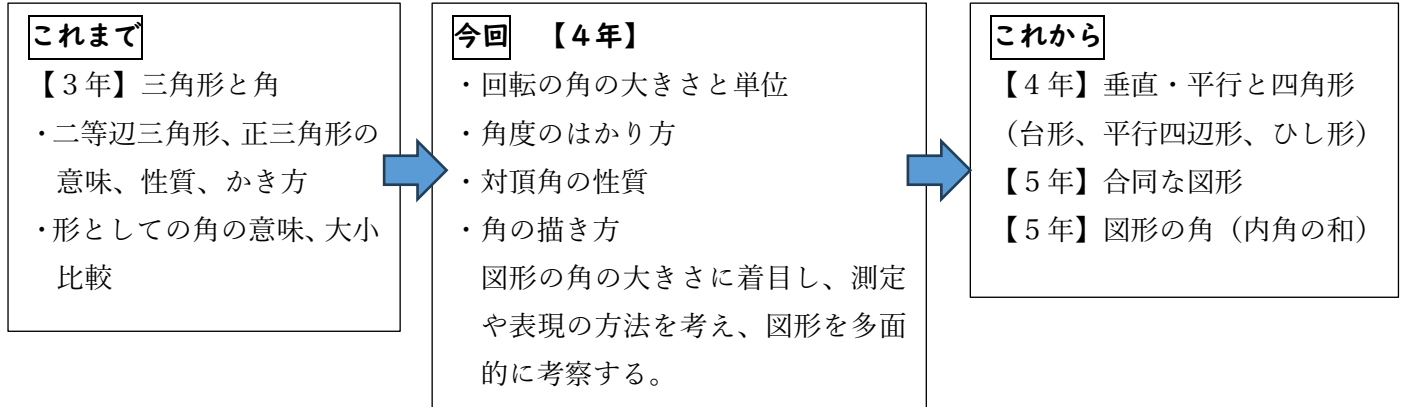 これまで
【３年】三角形と角
・二等辺三角形、正三角形の
意味、性質、かき方
・形としての角の意味、大小
比較
今回　【４年】
・回転の角の大きさと単位
・角度のはかり方
・対頂角の性質
・角の描き方
図形の角の大きさに着目し、測定
や表現の方法を考え、図形を多面
的に考察する。
これから
【４年】垂直・平行と四角形
（台形、平行四辺形、ひし形）
【５年】合同な図形
【５年】図形の角（内角の和）